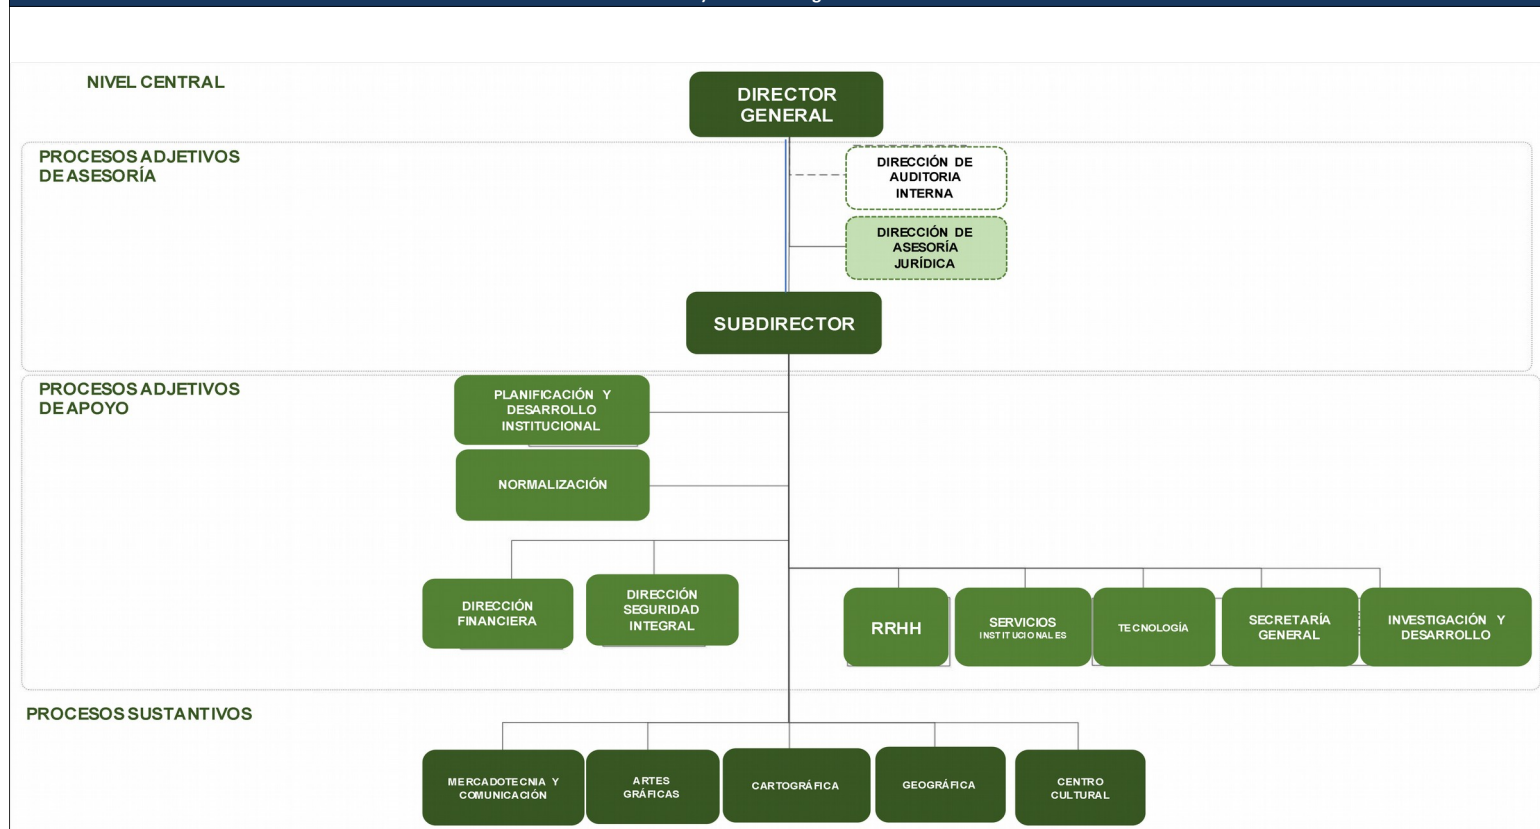 NIVEL CENTRAL
DIRECTOR
GENERAL
PROCESOS ADJETIVOS
DE ASESORÍA
DIRECCIÓN DE
AUDITORIA
INTERNA
DIRECCIÓN DE
ASESORÍA
JURÍDICA
SUBDIRECTOR
PROCESOS ADJETIVOS
DE APOYO
PLANIFICACIÓN Y
DESARROLLO
INSTITUCIONAL
NORMALIZACIÓN
DIRECCIÓN
FINANCIERA
DIRECCIÓN
SEGURIDAD
INTEGRAL
RRHH
SERVICIOS
INSTITUCIONALES
TECNOLOGÍA
SECRETARÍA
GENERAL
INVESTIGACIÓN Y
DESARROLLO
PROCESOS SUSTANTIVOS
MERCADOTECNIA Y
COMUNICACIÓN
ARTES
GRÁFICAS
CARTOGRÁFICA
GEOGRÁFICA
CENTRO
CULTURAL